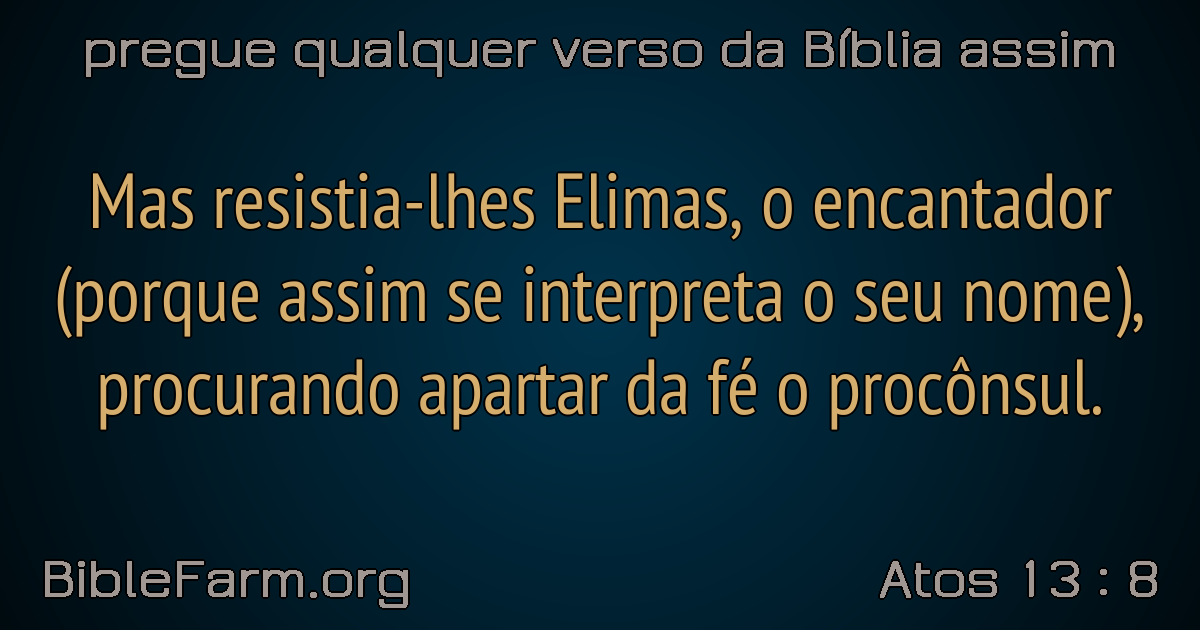 pregue qualquer verso da Bíblia assim
Mas resistia-lhes Elimas, o encantador
(porque assim se interpreta o seu nome),
procurando apartar da fé o procônsul.
BibleFarm.org
Atos 13 : 8